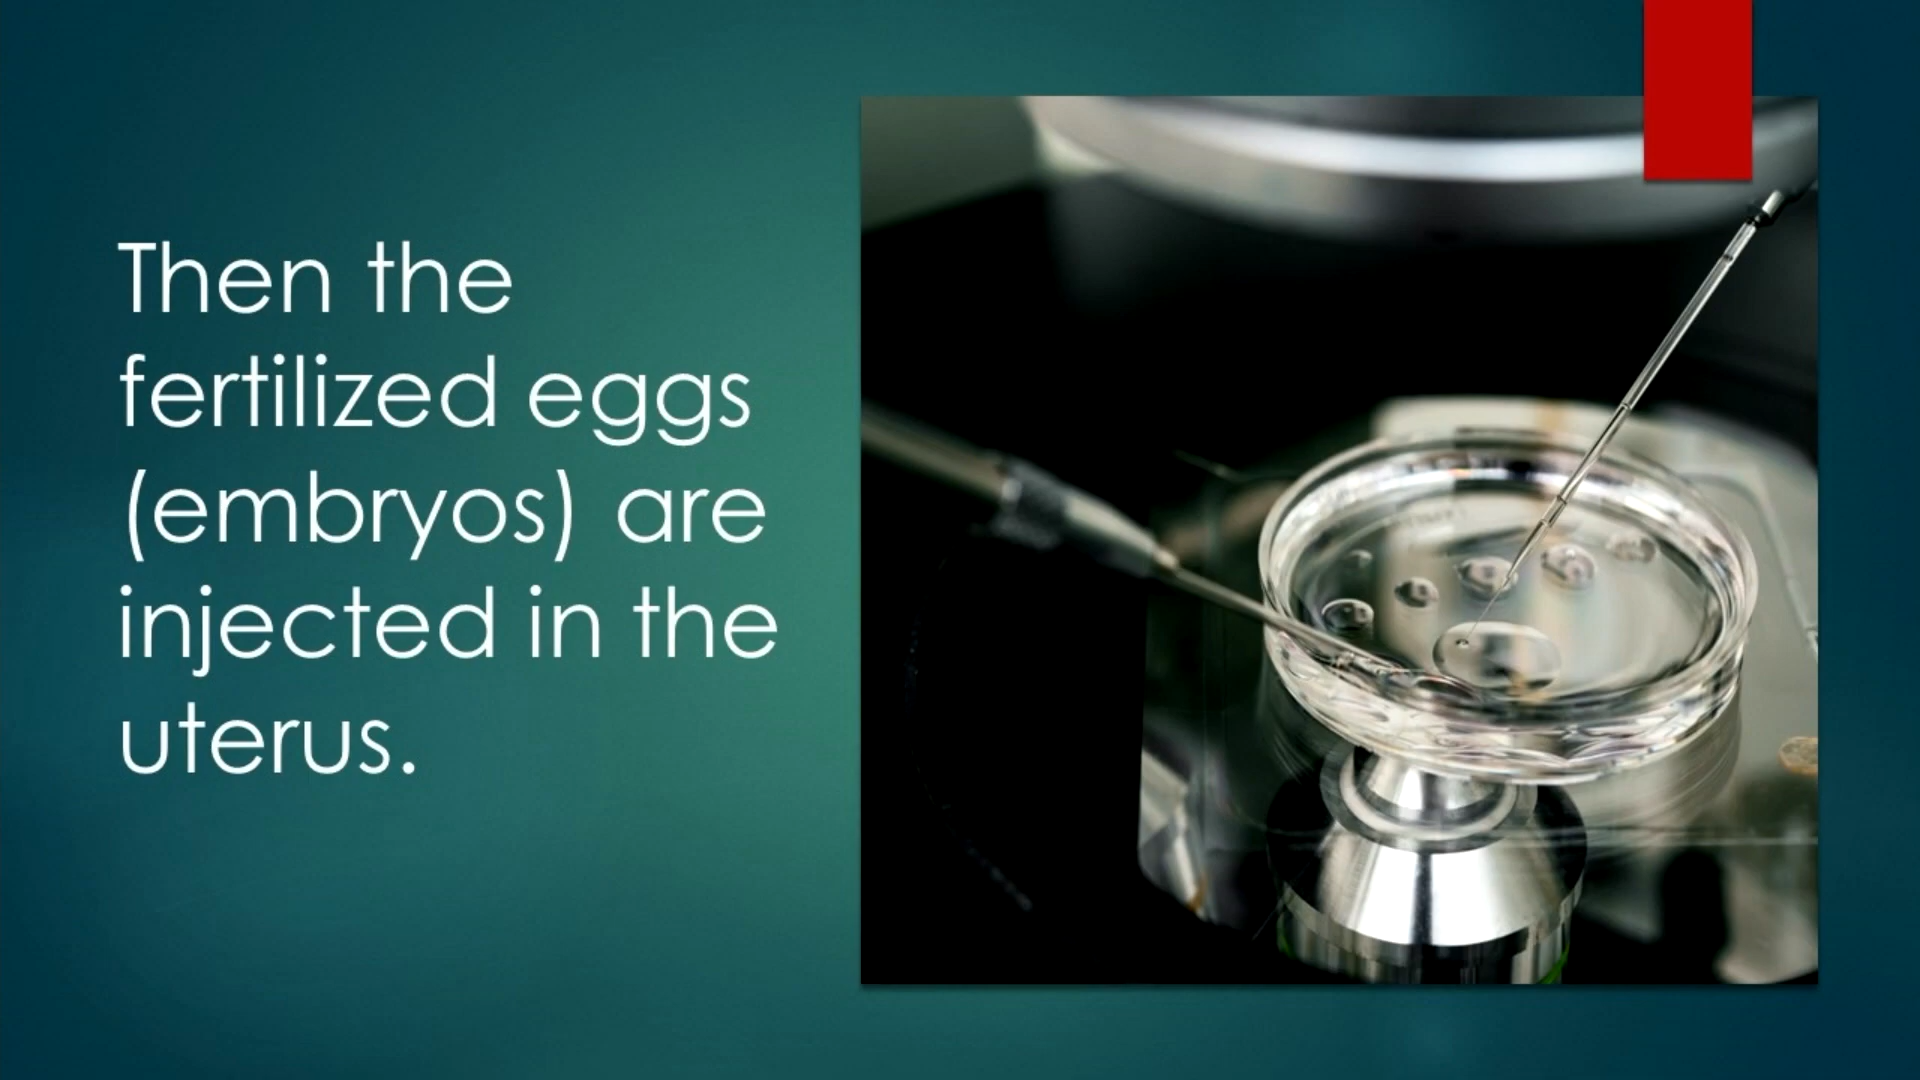 Then the
fertilized eggs
(embryos) are
injected in the
uterus.